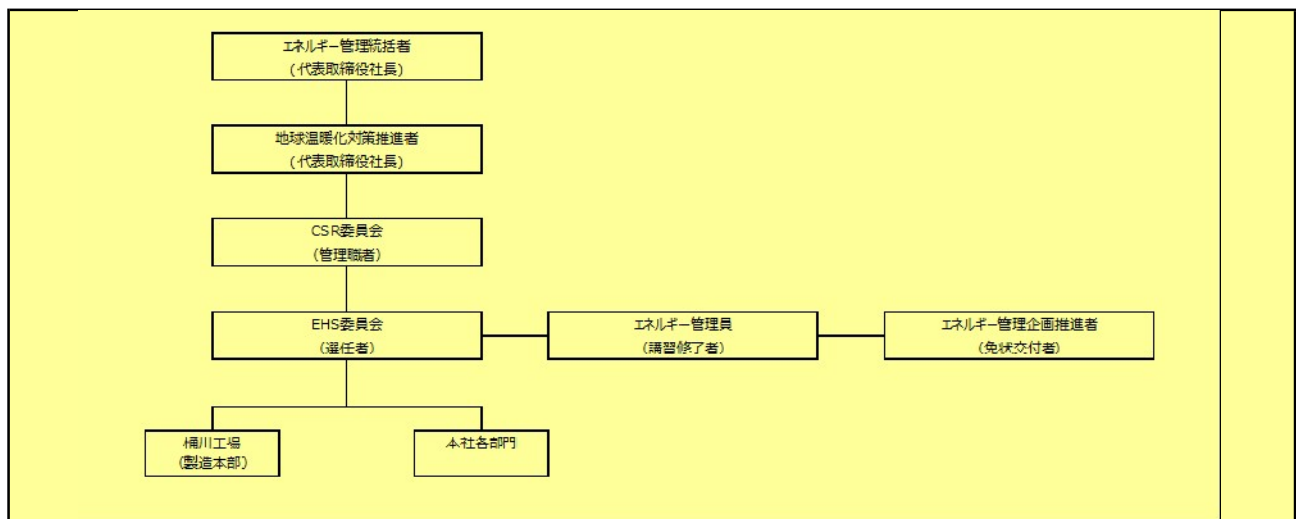 エネルギー管理統括者
(代表取締役社長)
地球温暖化対策推進者
(代表取締役社長)
CSR委員会
(管理職者)
EHS委員会
(選任者)
エネルギー管理員
(講習修了者)
エネルギー管理企画推進者
(免状交付者)
桶川工場
(製造本部)
本社各部門